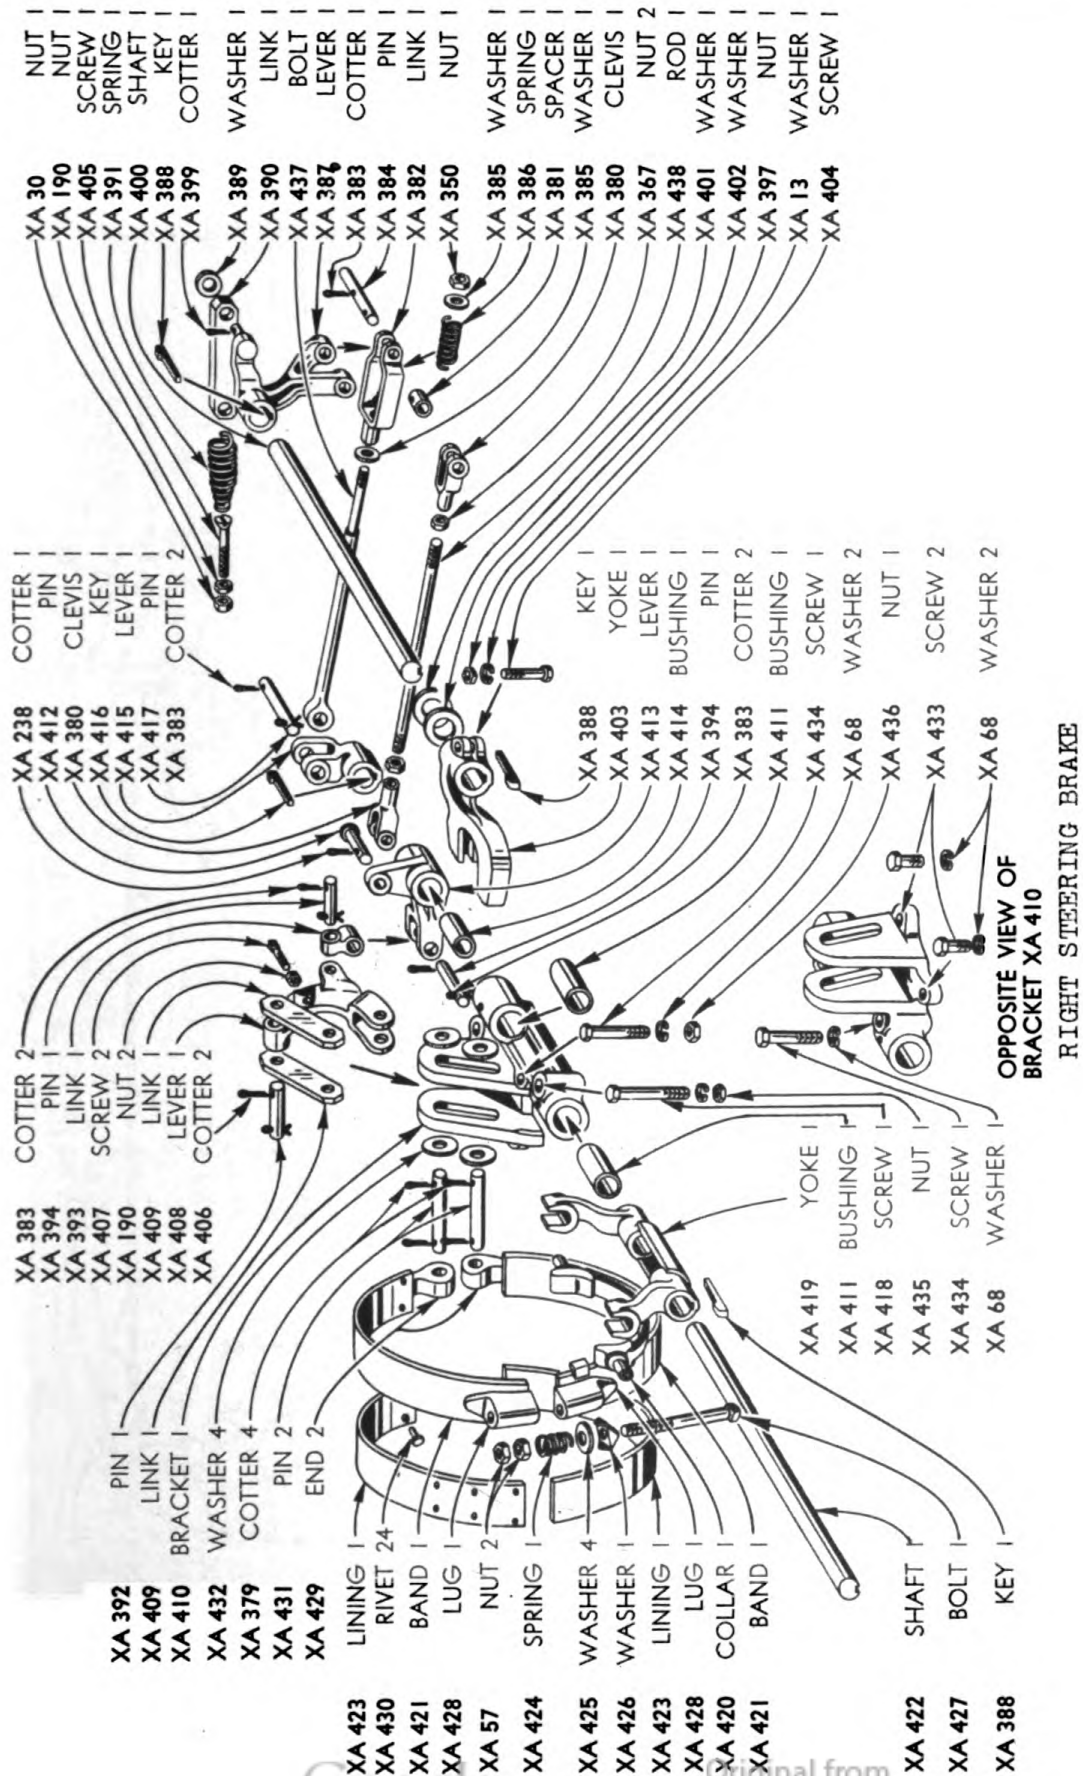 XA 30 NUT 1
XA 190 NUT 1
XA 405 SCREW 1
XA 391 SPRING 1
XA 400 SHAFT 1
XA 388 KEY 1
XA 399 COTTER 1
XA 389 WASHER 1
XA 390 LINK 1
XA 437 BOLT 1
XA 387 LEVER 1
XA 383 COTTER 1
XA 384 PIN 1
XA 382 LINK 1
XA 350 NUT 1
XA 385 WASHER 1
XA 386 SPRING 1
XA 381 SPACER 1
XA 385 WASHER 1
XA 380 CLEVIS 1
XA 367 NUT 2
XA 438 ROD 1
XA 401 WASHER 1
XA 402 WASHER 1
XA 397 NUT 1
XA 13 WASHER 1
XA 404 SCREW 1
XA 238 COTTER 1
XA 412 PIN 1
XA 380 CLEVIS 1
XA 416 KEY 1
XA 415 LEVER 1
XA 417 PIN 1
XA 383 COTTER 2
XA 388 KEY 1
XA 403 YOKE 1
XA 413 LEVER 1
XA 414 BUSHING 1
XA 394 PIN 1
XA 383 COTTER 2
XA 411 BUSHING 1
XA 434 SCREW 1
XA 68 WASHER 2
XA 436 NUT 1
XA 433 SCREW 2
XA 68 WASHER 2
XA 383 COTTER 2
XA 394 PIN 1
XA 393 LINK 1
XA 407 SCREW 2
XA 190 NUT 2
XA 409 LINK 1
XA 408 LEVER 1
XA 406 COTTER 2
OPPOSITE VIEW OF
BRACKET XA 410
XA 419 YOKE 1
XA 411 BUSHING 1
XA 418 SCREW 1
XA 435 NUT 1
XA 434 SCREW 1
XA 68 WASHER 1
XA 392 PIN 1
XA 409 LINK 1
XA 410 BRACKET 1
XA 432 WASHER 4
XA 379 COTTER 4
XA 431 PIN 2
XA 429 END 2
XA 423 LINING 1
XA 430 RIVET 24
XA 421 BAND 1
XA 428 LUG 1
XA 57 NUT 2
XA 424 SPRING 1
XA 425 WASHER 4
XA 426 WASHER 1
XA 423 LINING 1
XA 428 LUG 1
XA 420 COLLAR 1
XA 421 BAND 1
XA 422 SHAFT 1
XA 427 BOLT 1
XA 388 KEY 1
RIGHT STEERING BRAKE
Original from